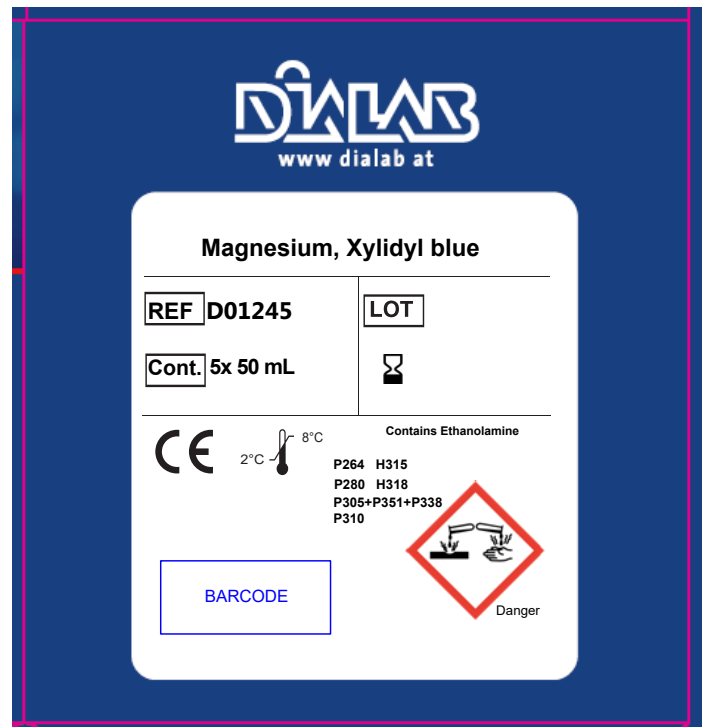 DIALAB
www dialab at
Magnesium, Xylidyl blue
REF D01245
LOT
Cont. 5x 50 mL
CE
2°C 8°C
Contains Ethanolamine
P264 H315
P280 H318
P305+P351+P338
P310
Danger
BARCODE